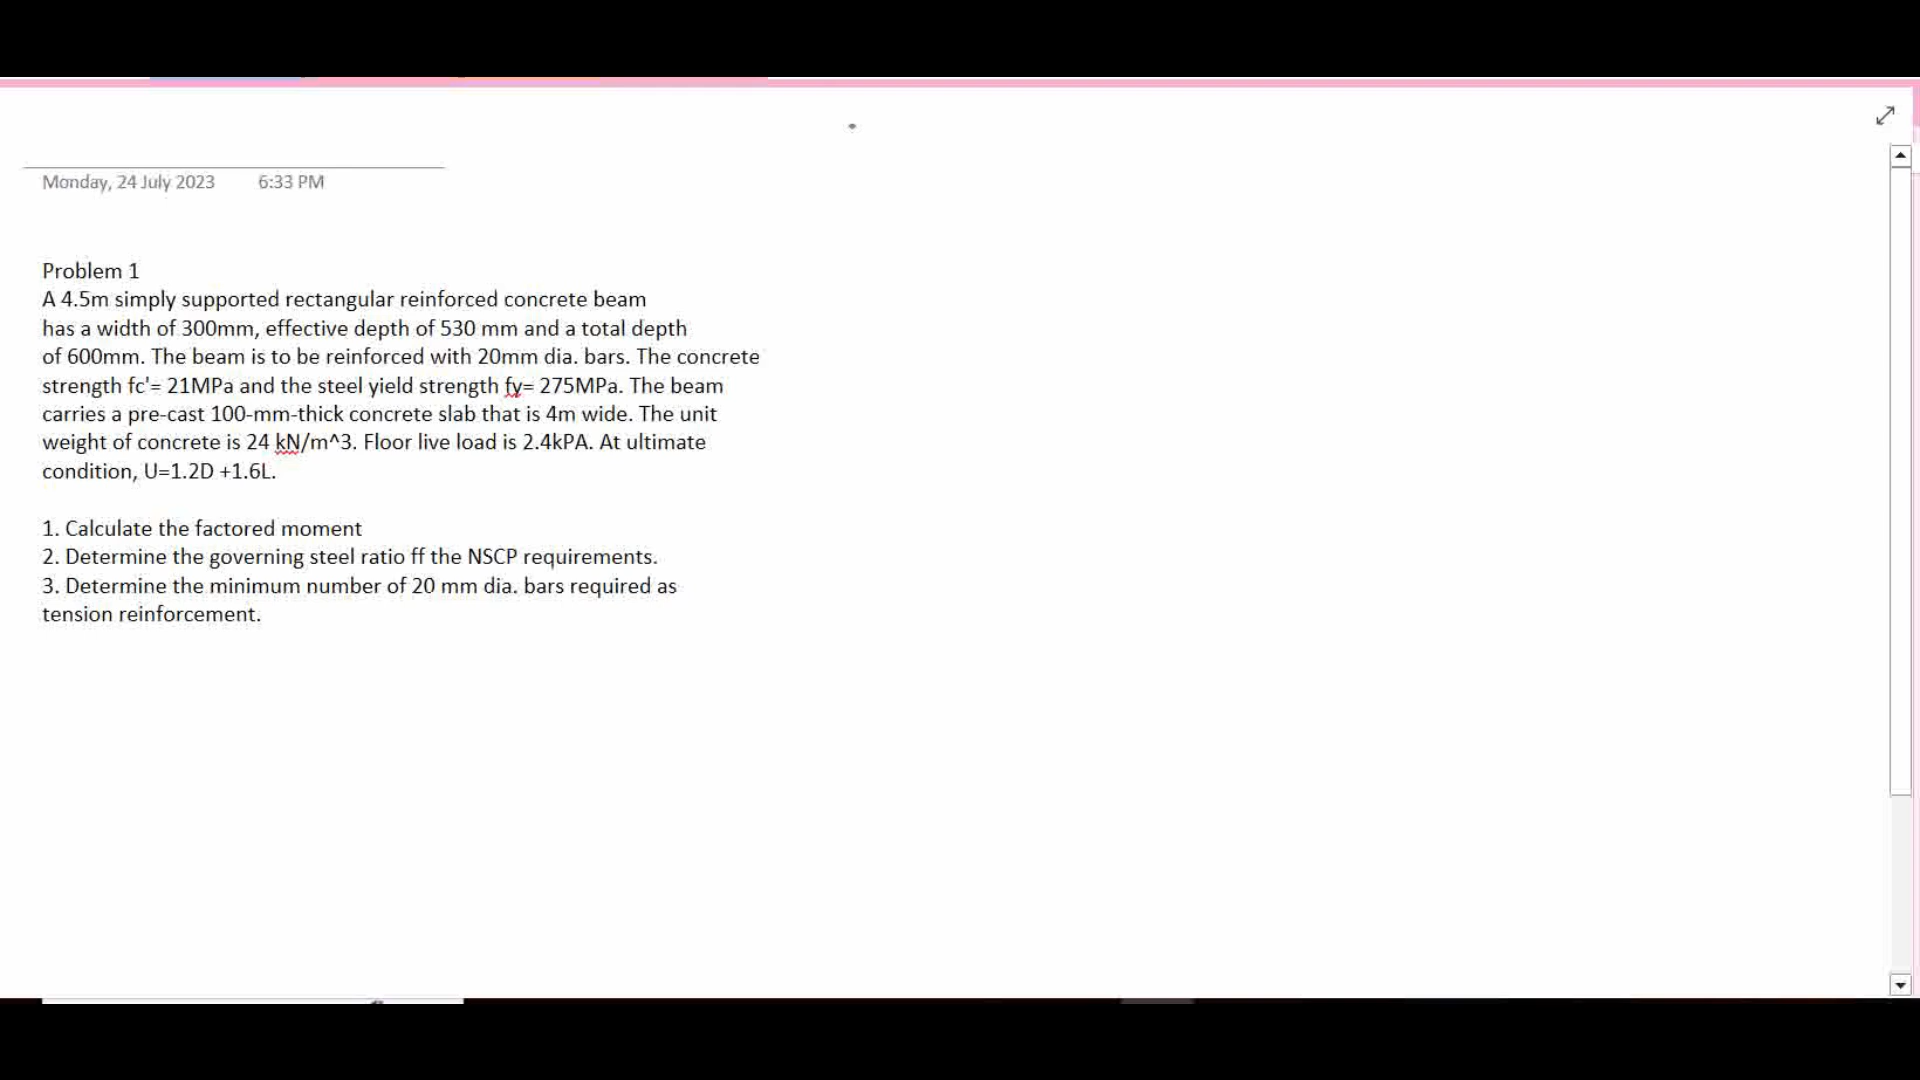 Monday, 24 July 2023 6:33 PM
Problem 1
A 4.5m simply supported rectangular reinforced concrete beam
has a width of 300mm, effective depth of 530 mm and a total depth
of 600mm. The beam is to be reinforced with 20mm dia. bars. The concrete
strength fc'= 21MPa and the steel yield strength fy= 275MPa. The beam
carries a pre-cast 100-mm-thick concrete slab that is 4m wide. The unit
weight of concrete is 24 kN/m^3. Floor live load is 2.4kPA. At ultimate
condition, U=1.2D +1.6L.
1. Calculate the factored moment
2. Determine the governing steel ratio ff the NSCP requirements.
3. Determine the minimum number of 20 mm dia. bars required as
tension reinforcement.